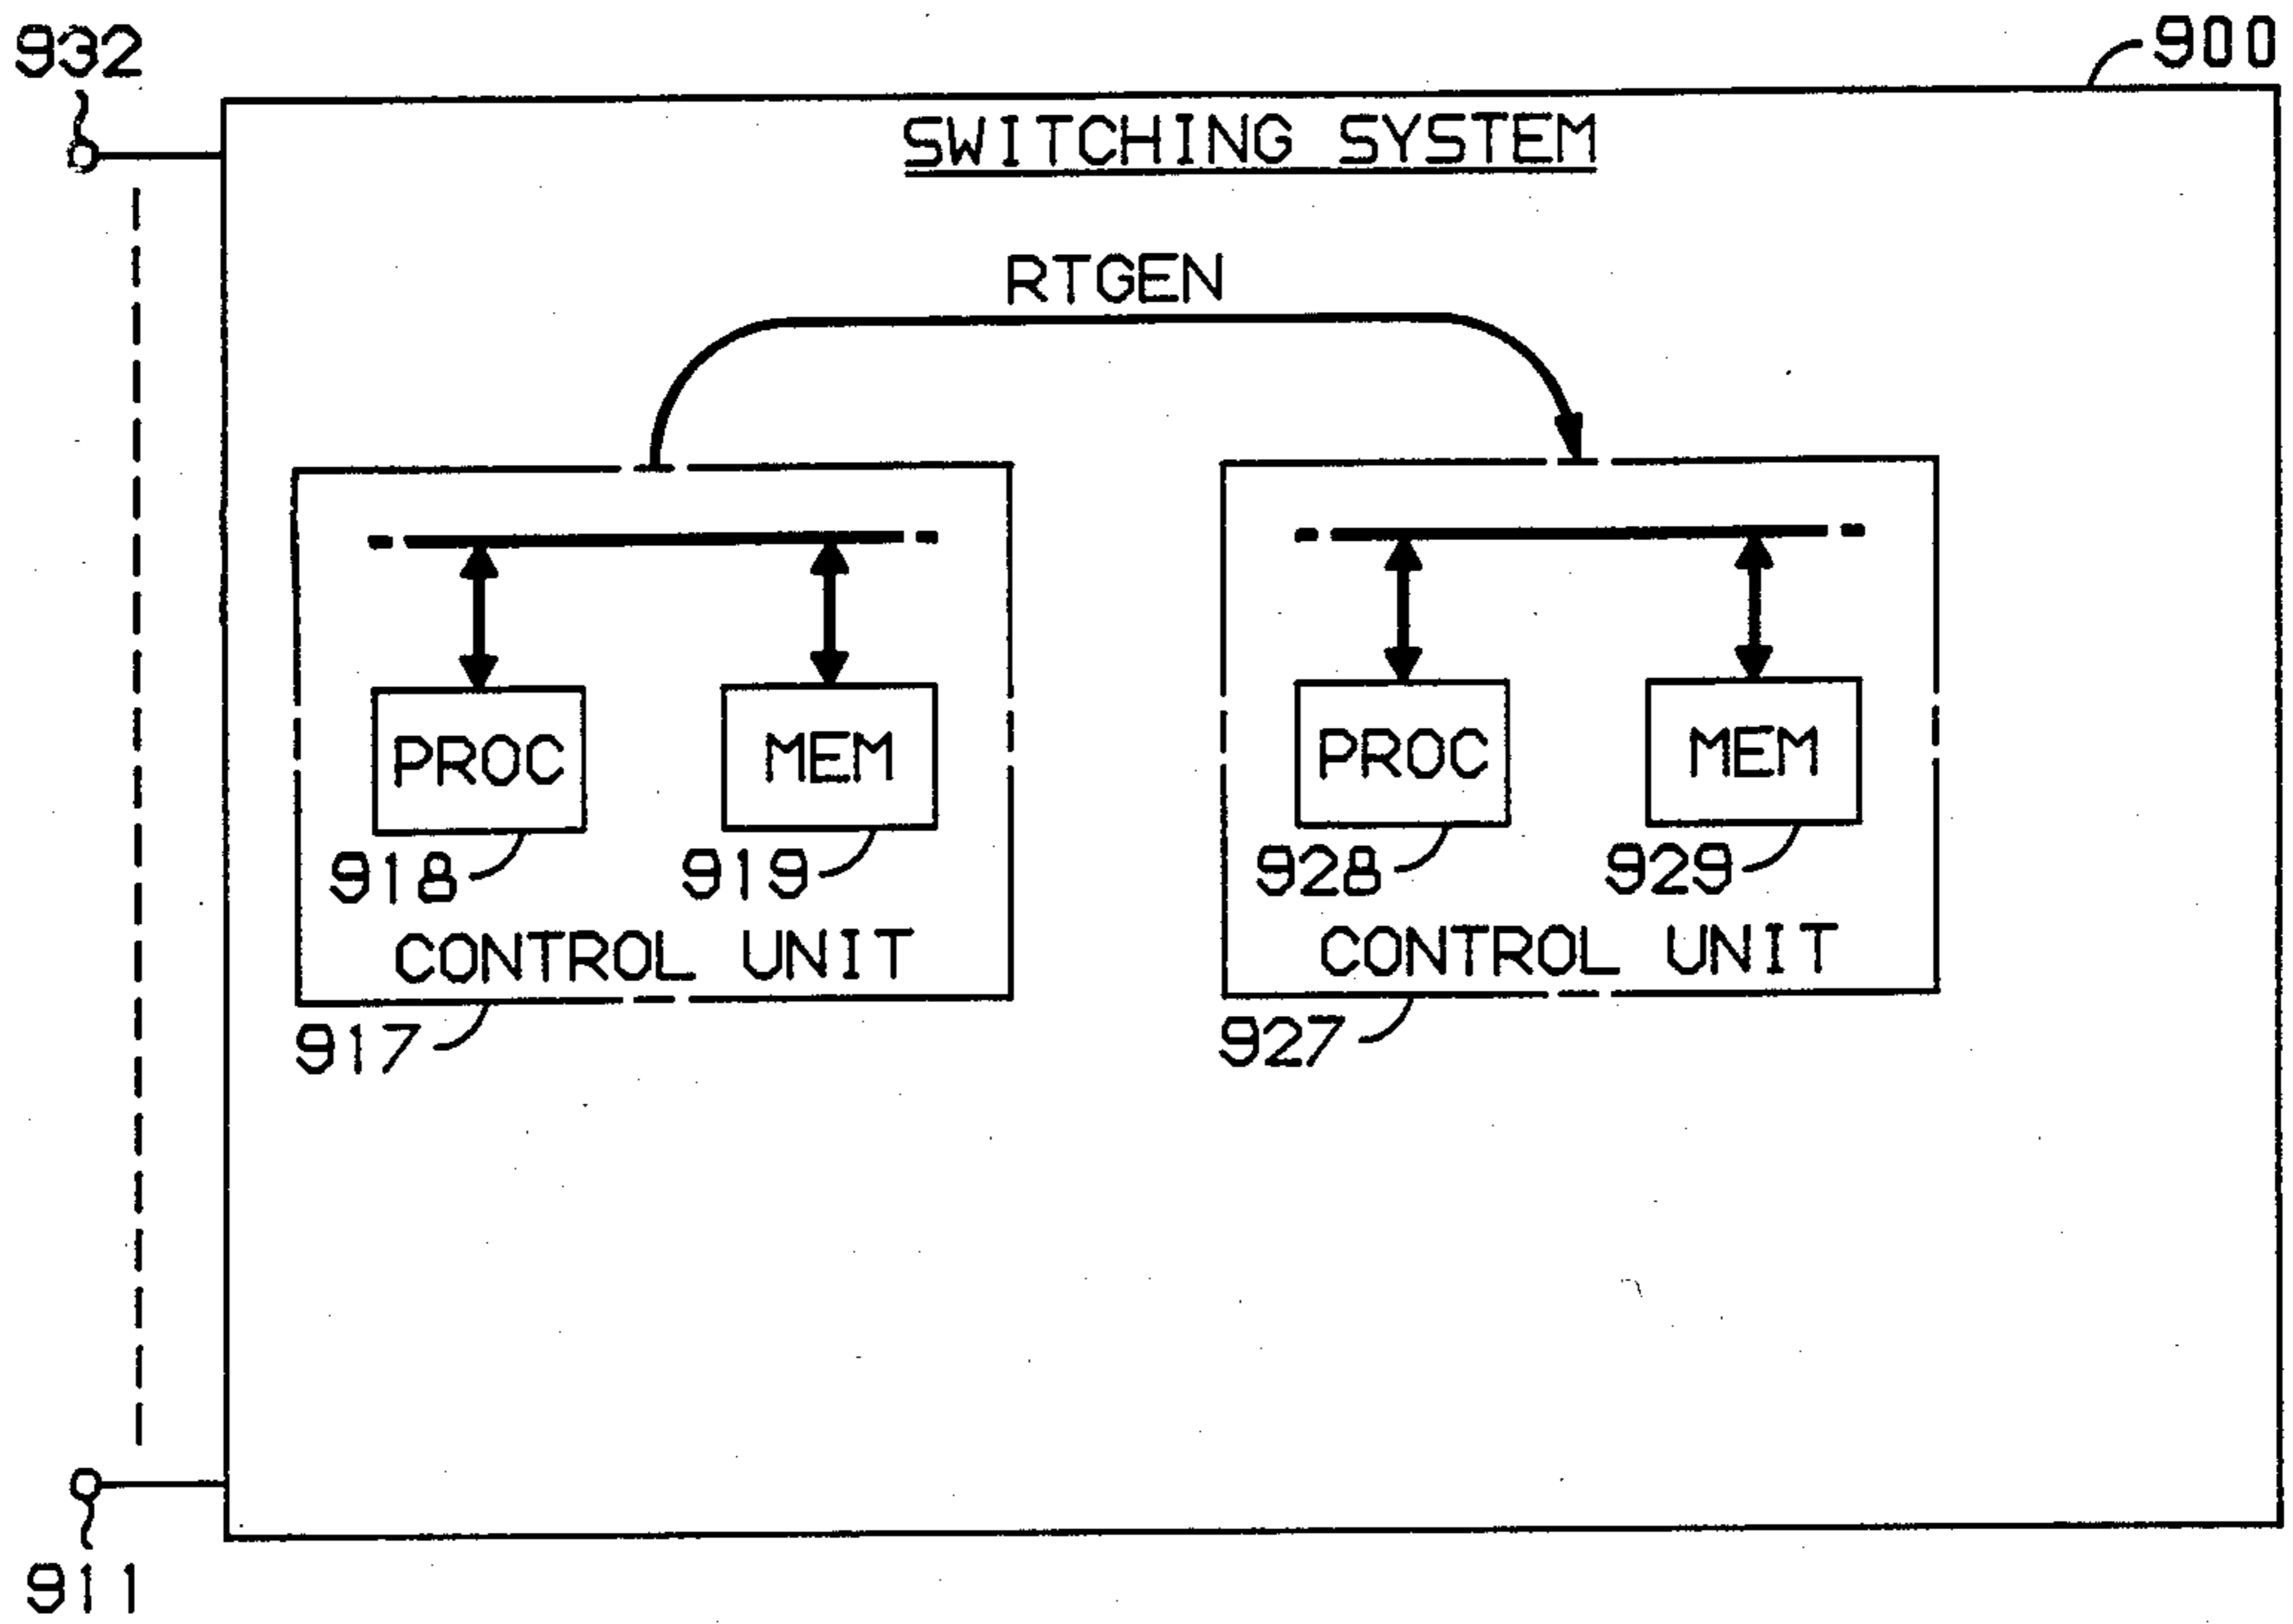 932
900
SWITCHING SYSTEM
RTGEN
PROC
MEM
PROC
MEM
918
919
928
929
CONTROL UNIT
CONTROL UNIT
917
927
911